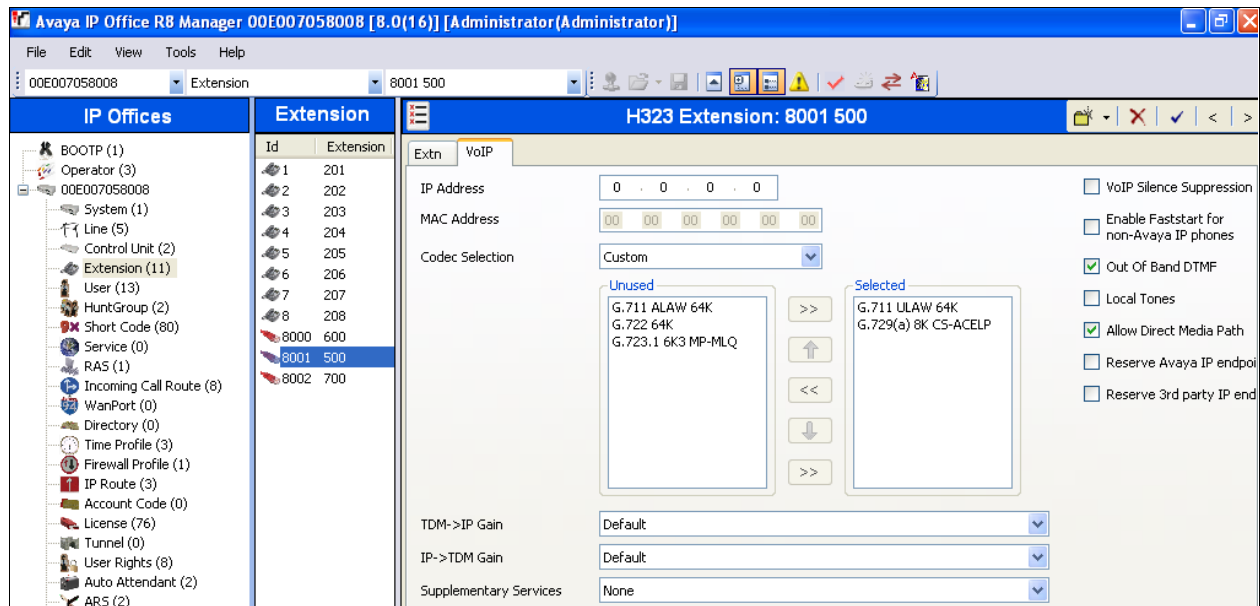 Avaya IP Office R8 Manager 00E007058008 [8.0(16)] [Administrator(Administrator)]
File Edit View Tools Help
00E007058008 Extension 8001 500
IP Offices
BOOTP (1)
Operator (3)
00E007058008
System (1)
Line (5)
Control Unit (2)
Extension (11)
User (13)
HuntGroup (2)
Short Code (80)
Service (0)
RAS (1)
Incoming Call Route (8)
WanPort (0)
Directory (0)
Time Profile (3)
Firewall Profile (1)
IP Route (3)
Account Code (0)
License (76)
Tunnel (0)
User Rights (8)
Auto Attendant (2)
ARS (2)
Extension
Id Extension
1 201
2 202
3 203
4 204
5 205
6 206
7 207
8 208
8000 600
8001 500
8002 700
H323 Extension: 8001 500
Extn VoIP
IP Address 0 . 0 . 0 . 0
MAC Address 00 00 00 00 00 00
Codec Selection Custom
Unused
G.711 ALAW 64K
G.722 64K
G.723.1 6K3 MP-MLQ
>>
<<
>>
Selected
G.711 ULAW 64K
G.729(a) 8K CS-ACELP
TDM->IP Gain Default
IP->TDM Gain Default
Supplementary Services None
VoIP Silence Suppression
Enable Faststart for
non-Avaya IP phones
Out Of Band DTMF
Local Tones
Allow Direct Media Path
Reserve Avaya IP endpoi
Reserve 3rd party IP end